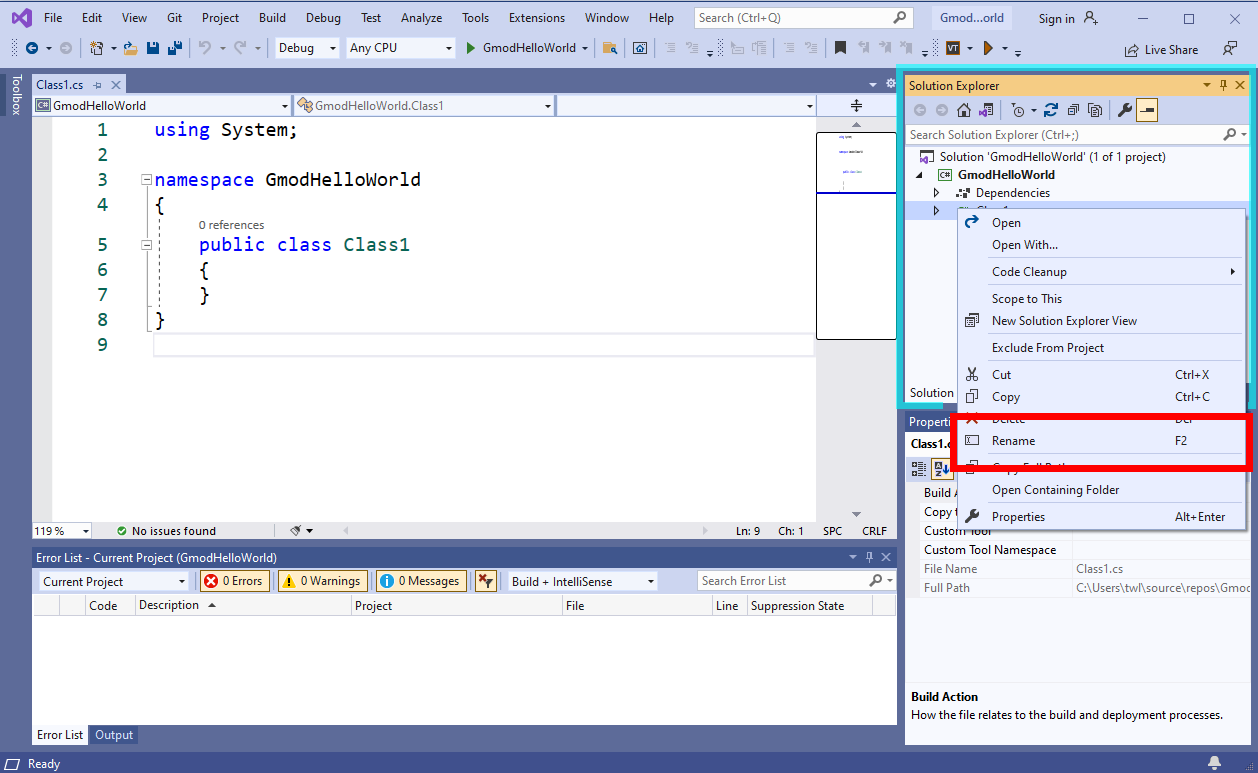 File Edit View Git Project Build Debug Test Analyze Tools Extensions Window Help Search (Ctrl+Q) Gmod...orld Sign in
Debug Any CPU GmodHelloWorld VT Live Share
Toolbox
Class1.cs
C# GmodHelloWorld GmodHelloWorld.Class1
1 using System;
2
3 namespace GmodHelloWorld
4 {
0 references
5 public class Class1
6 {
7 }
8 }
9
119 % No issues found Ln: 9 Ch: 1 SPC CRLF
Error List - Current Project (GmodHelloWorld)
Current Project 0 Errors 0 Warnings 0 Messages Build + IntelliSense Search Error List
Code Description Project File Line Suppression State
Error List Output
Ready
Solution Explorer
Search Solution Explorer (Ctrl+;)
Solution 'GmodHelloWorld' (1 of 1 project)
C# GmodHelloWorld
Dependencies
Open
Open With...
Code Cleanup
Scope to This
New Solution Explorer View
Exclude From Project
Cut Ctrl+X
Copy Ctrl+C
Delete Del
Rename F2
Copy Full Path
Open Containing Folder
Properties Alt+Enter
Solution
Properti
Class1.c
Build A
Copy t
Custom Tool
Custom Tool Namespace
File Name Class1.cs
Full Path C:\Users\twl\source\repos\Gmoc
Build Action
How the file relates to the build and deployment processes.